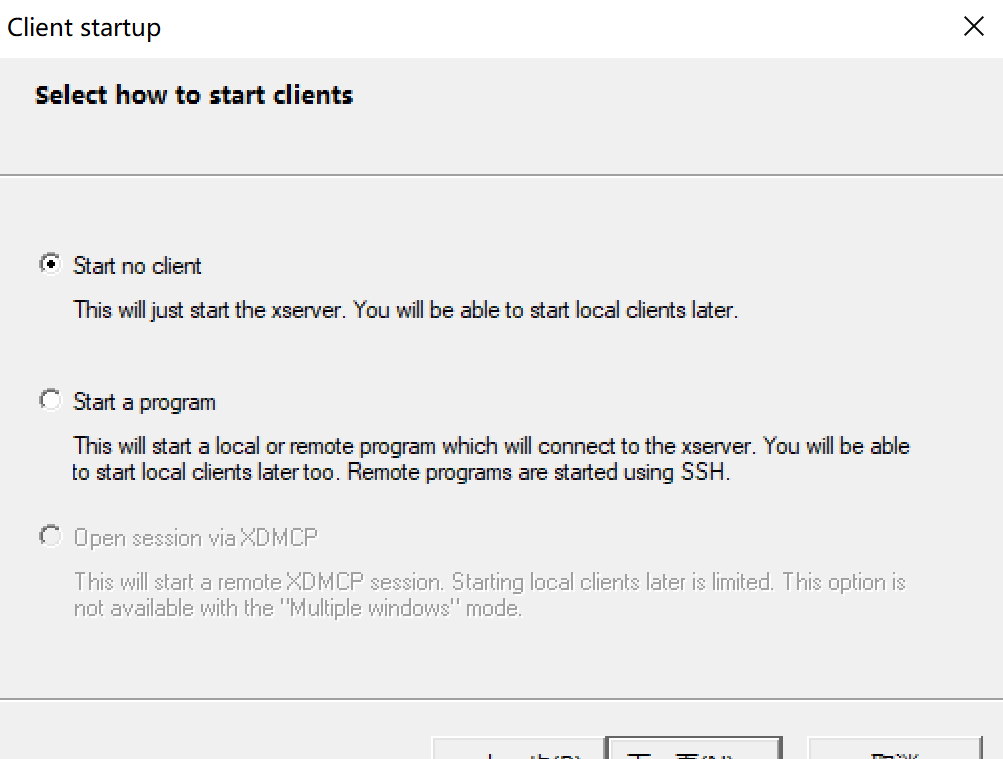 Client startup
Select how to start clients
Start no client
This will just start the xserver. You will be able to start local clients later.
Start a program
This will start a local or remote program which will connect to the xserver. You will be able
to start local clients later too. Remote programs are started using SSH.
Open session via XDMCP
This will start a remote XDMCP session. Starting local clients later is limited. This option is
not available with the "Multiple windows" mode.